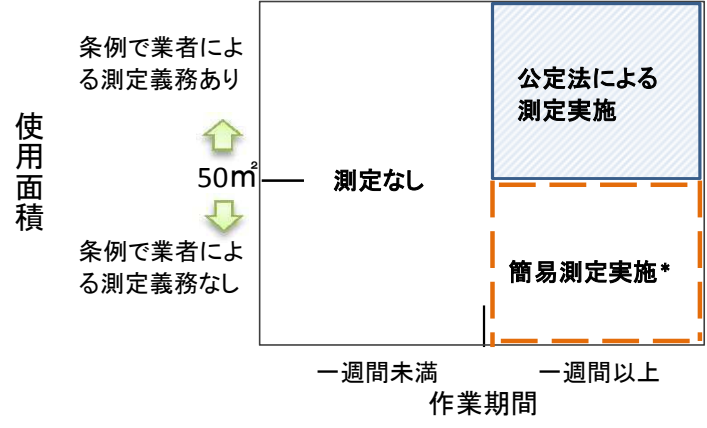 条例で業者によ
る測定義務あり
公定法による
測定実施
使用面積
50㎡
測定なし
条例で業者によ
る測定義務なし
簡易測定実施*
一週間未満
一週間以上
作業期間